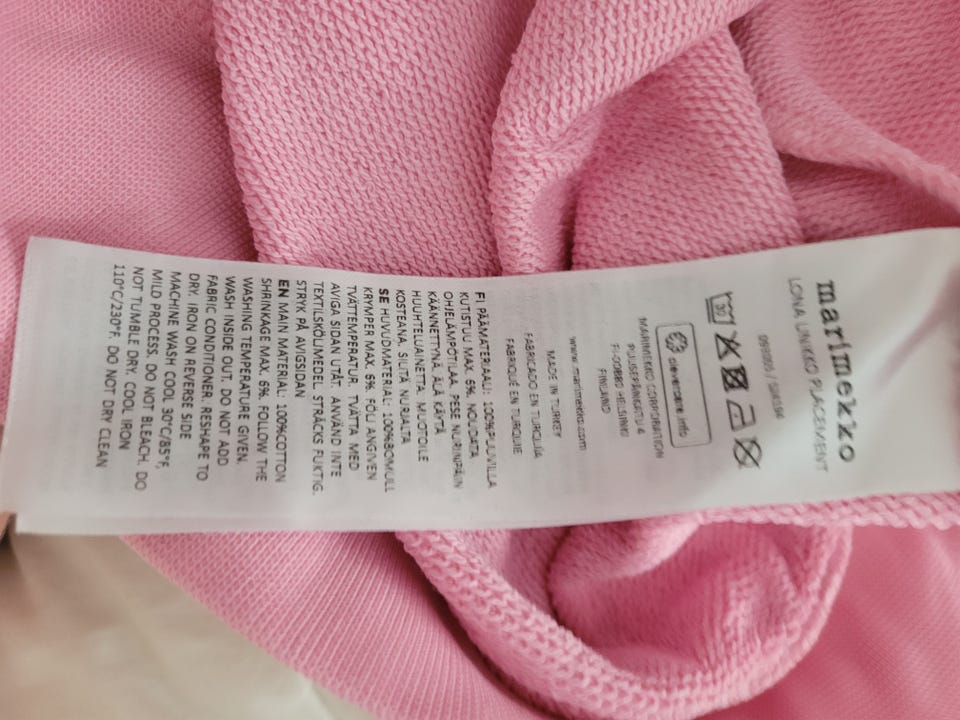 marimekko
LONA UNIKKO PLACEMENT
clevercare.info
MARIMEKKO CORPORATION
PUUSEPÄNKATU 4
FI-00880 HELSINKI
FINLAND
www.marimekko.com
MADE IN TURKEY
FABRICADO EN TURQUÍA
FABRIQUÉ EN TURQUIE
FI PÄÄMATERIAALI: 100%PUUVILLA
KUTISTUU MAX. 6%. NOUDATA
OHJELÄMPÖTILAA. PESE NURINPÄIN
KÄÄNNETTYNÄ. ÄLÄ KÄYTÄ
HUUHTELUAINETTA. MUOTOILE
KOSTEANA. SILITÄ NURJALTA
SE HUVUDMATERIAL: 100%BOMULL
KRYMPER MAX. 6%. FÖLJ ANGIVEN
TVÄTTEMPERATUR. TVÄTTA MED
AVIGA SIDAN UTÅT. ANVÄND INTE
TEXTILSKÖLJMEDEL. STRÄCKS FUKTIG.
STRYK PÅ AVIGSIDAN
EN MAIN MATERIAL: 100%COTTON
SHRINKAGE MAX. 6%. FOLLOW THE
WASHING TEMPERATURE GIVEN.
WASH INSIDE OUT. DO NOT ADD
FABRIC CONDITIONER. RESHAPE TO
DRY. IRON ON REVERSE SIDE
MACHINE WASH COOL 30°C/85°F,
MILD PROCESS. DO NOT BLEACH. DO
NOT TUMBLE DRY. COOL IRON
110°C/230°F. DO NOT DRY CLEAN